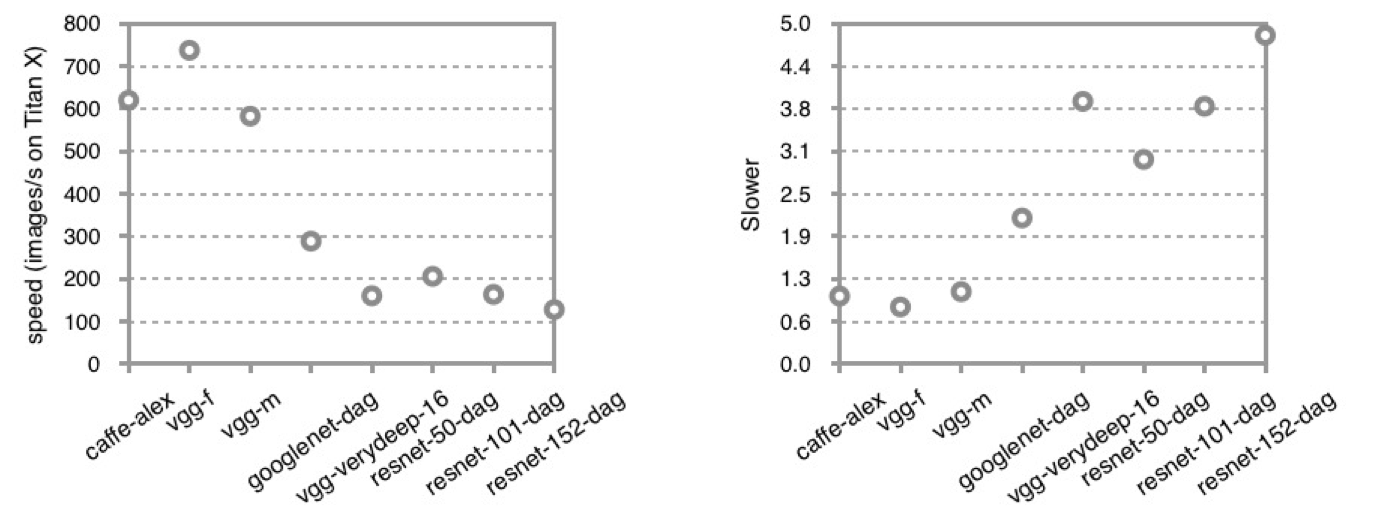 speed (images/s on Titan X)
800
700
600
500
400
300
200
100
0
caffe-alex
vgg-f
vgg-m
googlenet-dag
vgg-verydeep-16
resnet-50-dag
resnet-101-dag
resnet-152-dag
Slower
5.0
4.4
3.8
3.1
2.5
1.9
1.3
0.6
0.0
caffe-alex
vgg-f
vgg-m
googlenet-dag
vgg-verydeep-16
resnet-50-dag
resnet-101-dag
resnet-152-dag